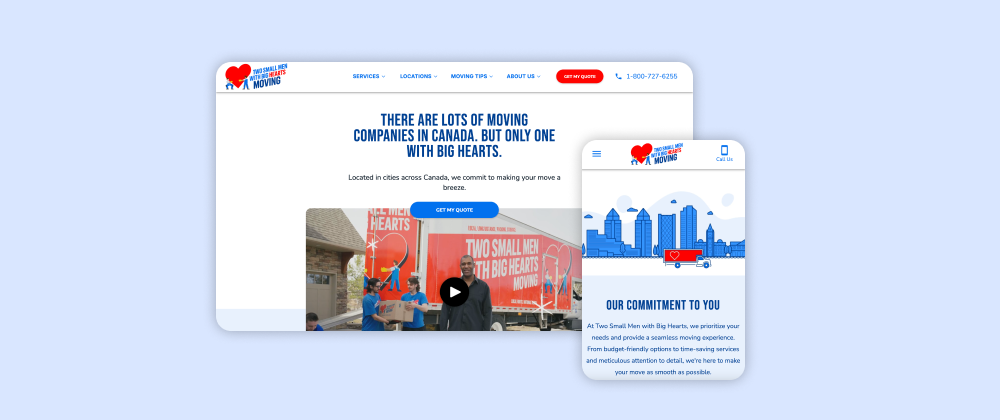 TWO SMALL MEN
WITH BIG HEARTS
MOVING
SERVICES
LOCATIONS
MOVING TIPS
ABOUT US
GET MY QUOTE
1-800-727-6255
THERE ARE LOTS OF MOVING
COMPANIES IN CANADA. BUT ONLY ONE
WITH BIG HEARTS.
Located in cities across Canada, we commit to making your move a
breeze.
GET MY QUOTE
ALL MEN
HEARTS
TWO SMALL MEN
WITH BIG HEARTS
MOVING
TWO SMALL MEN
WITH BIG HEARTS
MOVING
Call Us
OUR COMMITMENT TO YOU
At Two Small Men with Big Hearts, we prioritize your
needs and provide a seamless moving experience.
From budget-friendly options to time-saving services
and meticulous attention to detail, we're here to make
your move as smooth as possible.